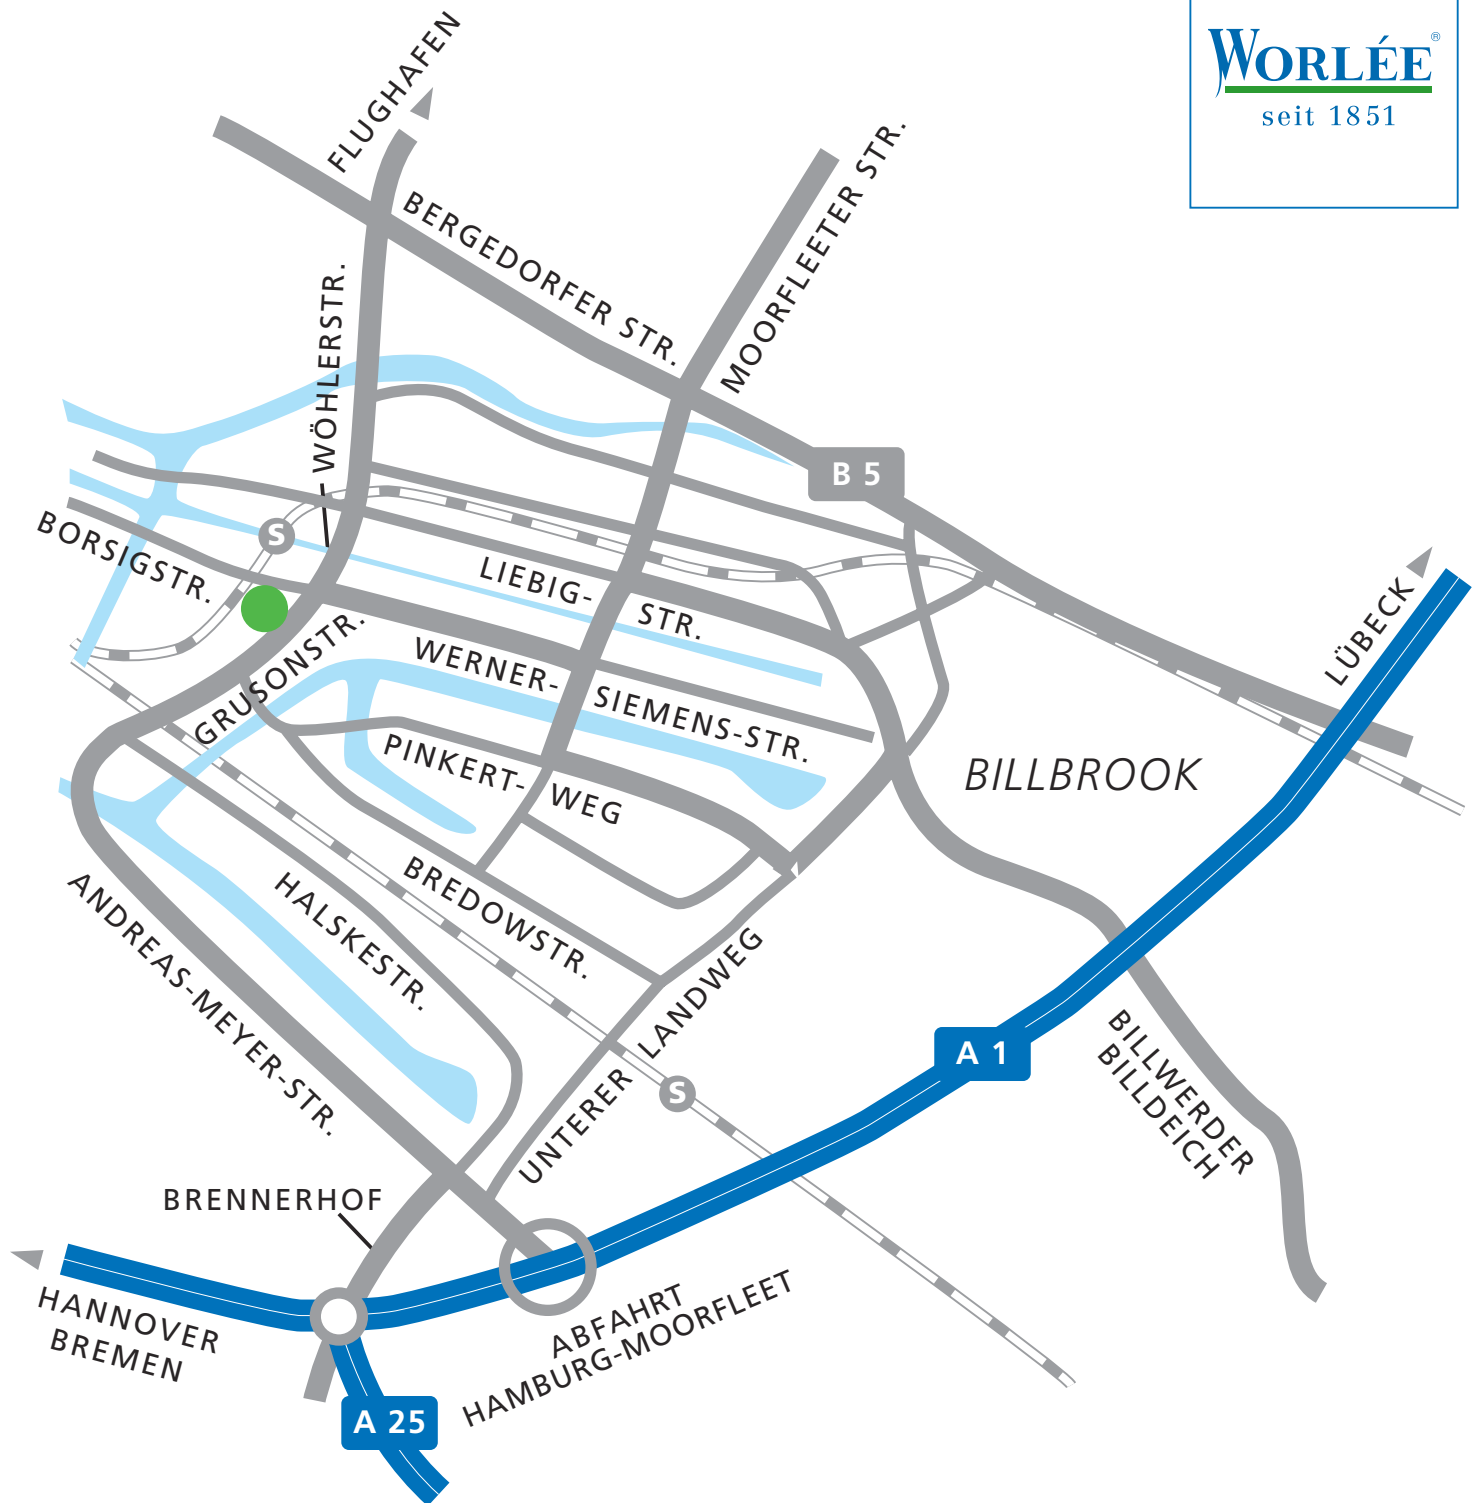 WORLÉE®
seit 1851
FLUGHAFEN
BERGEDORFER STR.
MOORFLEETER STR.
WÖHLERSTR.
B 5
BORSIGSTR.
S
LIEBIG-
STR.
LÜBECK
GRUSONSTR.
WERNER-
SIEMENS-STR.
PINKERT-
WEG
BILLBROOK
BREDOWSTR.
HALSKESTR.
ANDREAS-MEYER-STR.
UNTERER LANDWEG
S
A 1
BILLWERDER
BILLDEICH
BRENNERHOF
HANNOVER
BREMEN
ABFAHRT
HAMBURG-MOORFLEET
A 25